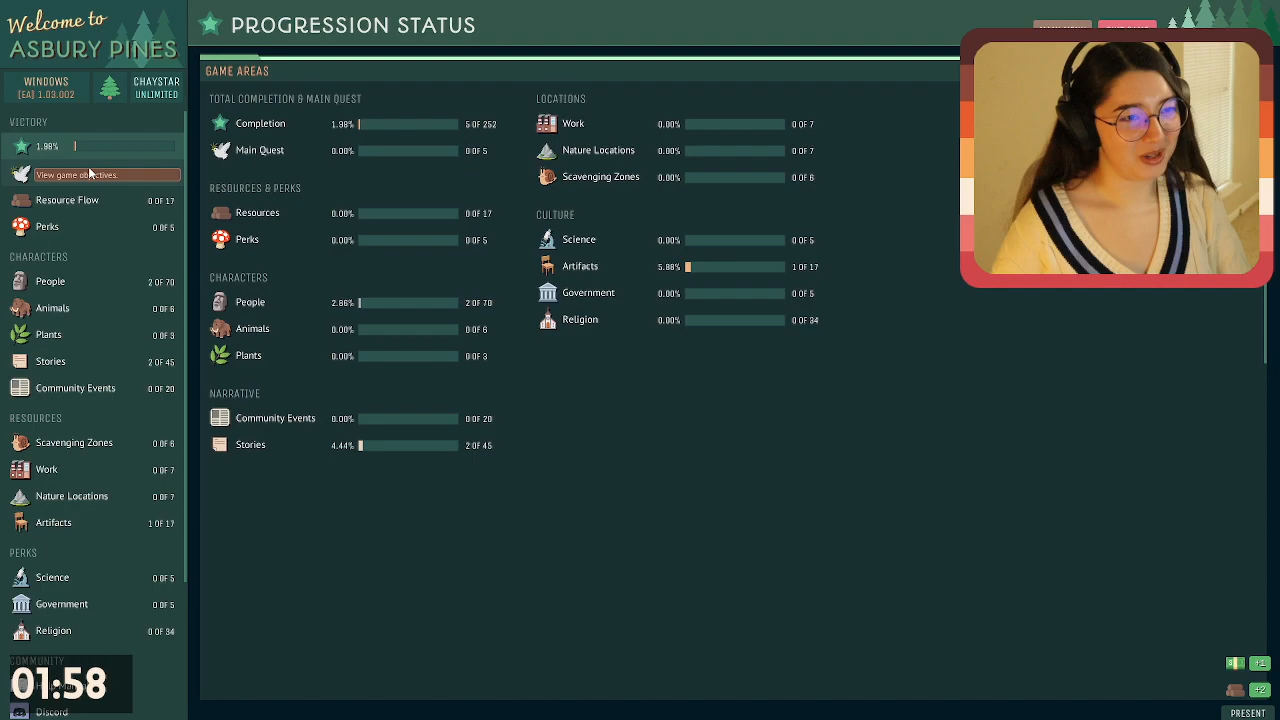 Welcome to
ASBURY PINES
WINDOWS
[EA] 1.03.002
CHAYSTAR
UNLIMITED
VICTORY
1.98%
View game objectives.
Resource Flow 0 OF 17
Perks 0 OF 5
CHARACTERS
People 2 OF 70
Animals 0 OF 6
Plants 0 OF 3
Stories 2 OF 45
Community Events 0 OF 20
RESOURCES
Scavenging Zones 0 OF 6
Work 0 OF 7
Nature Locations 0 OF 7
Artifacts 1 OF 17
PERKS
Science 0 OF 5
Government 0 OF 5
Religion 0 OF 34
COMMUNITY
01:58
Discord
PROGRESSION STATUS
GAME AREAS
TOTAL COMPLETION & MAIN QUEST
Completion 1.98% 5 OF 252
Main Quest 0.00% 0 OF 5
RESOURCES & PERKS
Resources 0.00% 0 OF 17
Perks 0.00% 0 OF 5
CHARACTERS
People 2.86% 2 OF 70
Animals 0.00% 0 OF 6
Plants 0.00% 0 OF 3
NARRATIVE
Community Events 0.00% 0 OF 20
Stories 4.44% 2 OF 45
LOCATIONS
Work 0.00% 0 OF 7
Nature Locations 0.00% 0 OF 7
Scavenging Zones 0.00% 0 OF 6
CULTURE
Science 0.00% 0 OF 5
Artifacts 5.88% 1 OF 17
Government 0.00% 0 OF 5
Religion 0.00% 0 OF 34
+1
+2
PRESENT